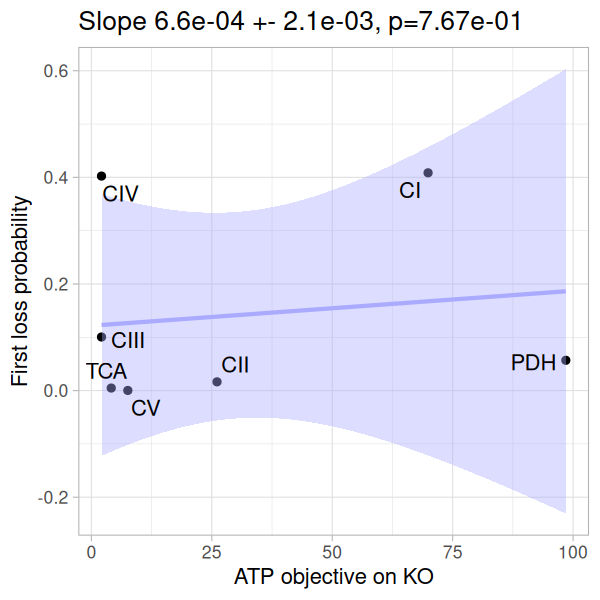 Slope 6.6e-04 +- 2.1e-03, p=7.67e-01
First loss probability
0.6
0.4
0.2
0.0
-0.2
CIV
CI
CIII
TCA
CII
CV
PDH
0 25 50 75 100
ATP objective on KO